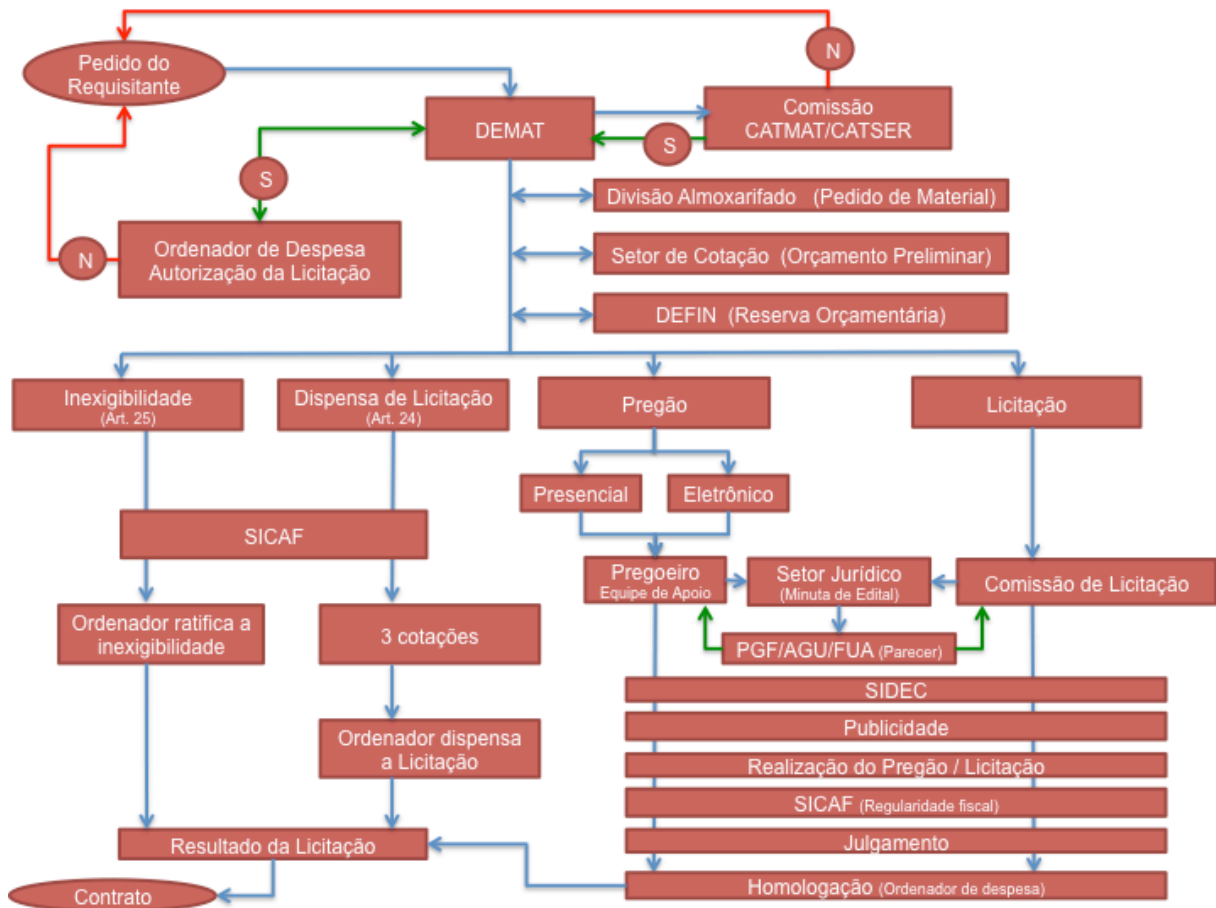 N
Pedido do
Requisitante
Comissão
CATMAT/CATSER
DEMAT
S
S
Divisão Almoxarifado (Pedido de Material)
Ordenador de Despesa
Autorização da Licitação
N
Setor de Cotação (Orçamento Preliminar)
DEFIN (Reserva Orçamentária)
Inexigibilidade
(Art. 25)
Dispensa de Licitação
(Art. 24)
Pregão
Licitação
Presencial
Eletrônico
SICAF
Pregoeiro
Equipe de Apoio
Setor Jurídico
(Minuta de Edital)
Comissão de Licitação
Ordenador ratifica a
inexigibilidade
3 cotações
PGF/AGU/FUA (Parecer)
SIDEC
Publicidade
Ordenador dispensa
a Licitação
Realização do Pregão / Licitação
SICAF (Regularidade fiscal)
Resultado da Licitação
Julgamento
Contrato
Homologação (Ordenador de despesa)